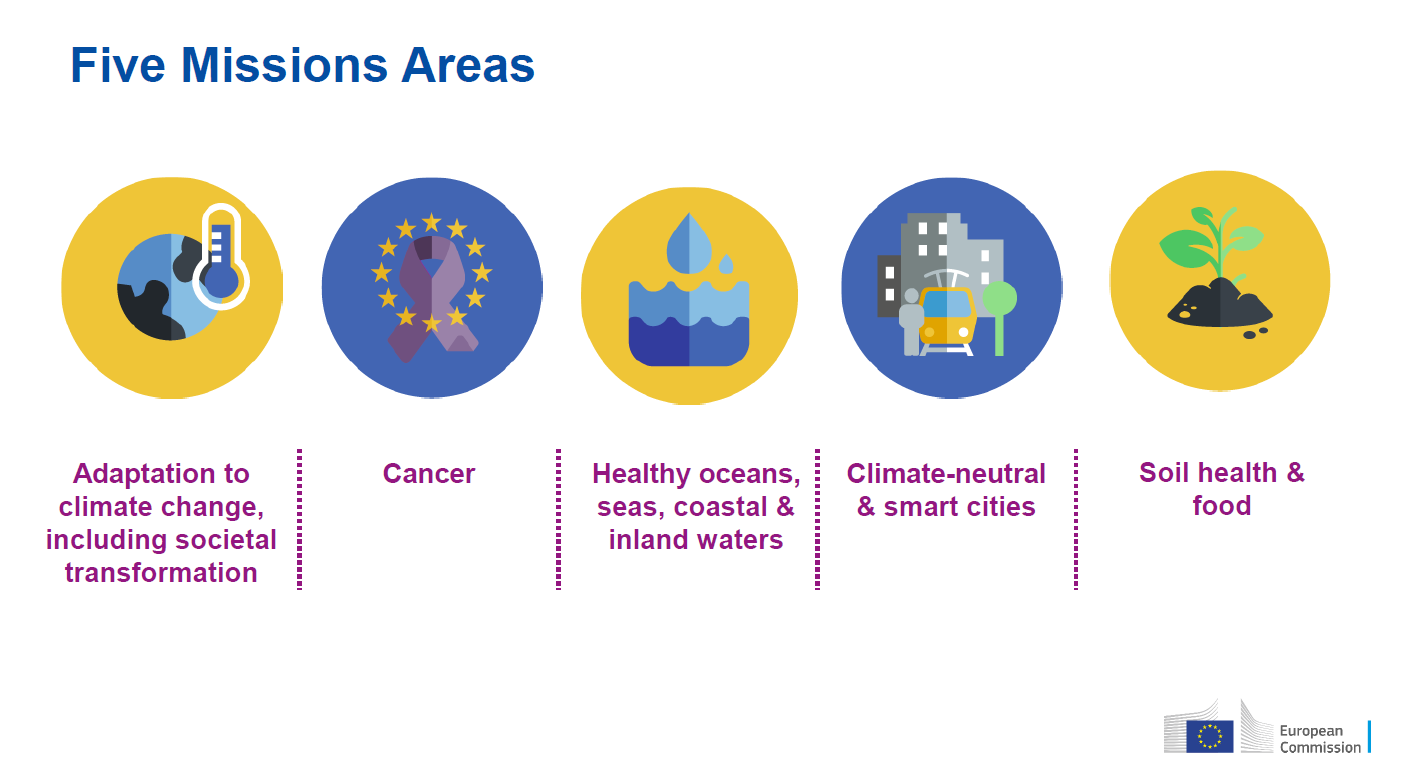 Five Missions Areas
Adaptation to
climate change,
including societal
transformation
Cancer
Healthy oceans,
seas, coastal &
inland waters
Climate-neutral
& smart cities
Soil health &
food
European
Commission